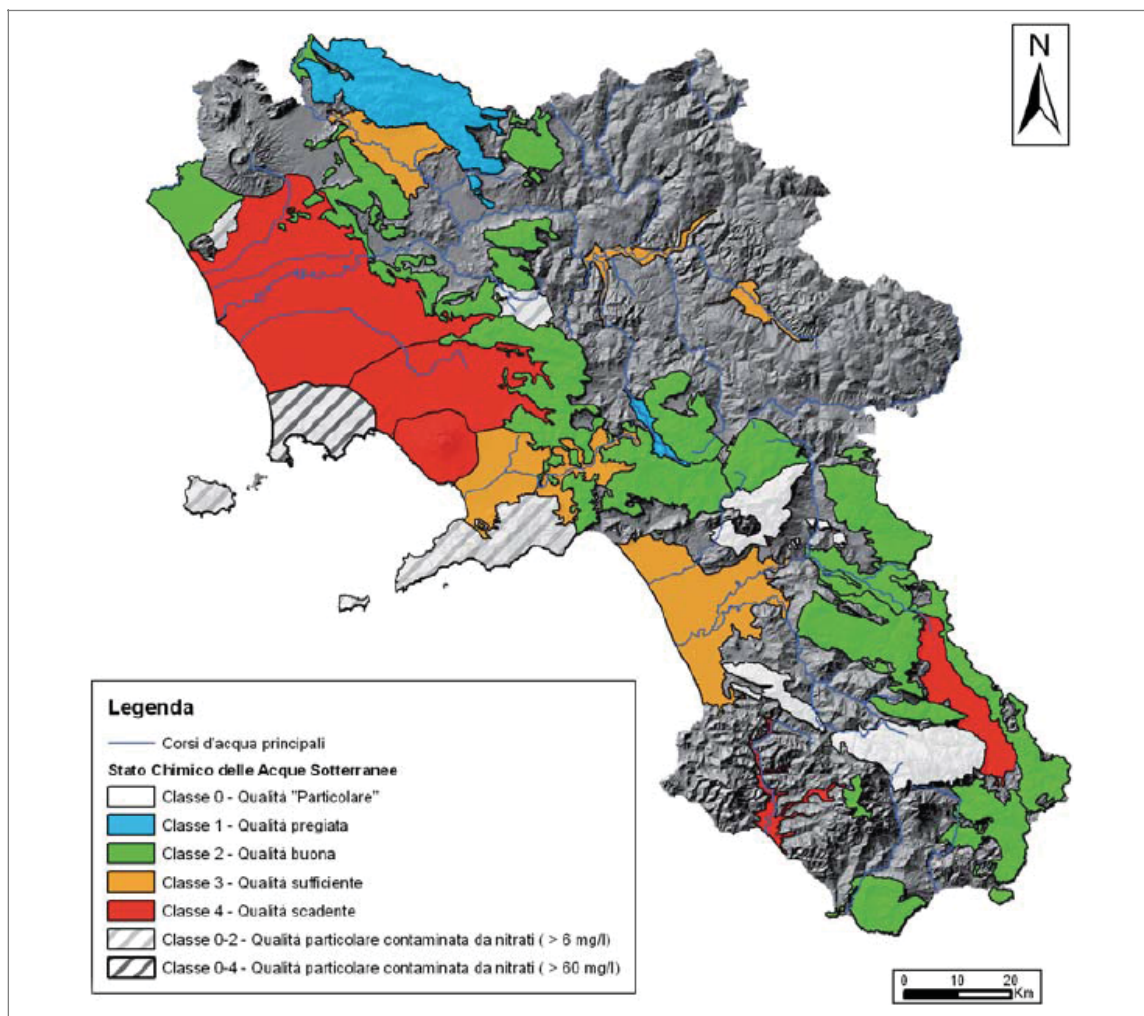 N
Legenda
Corsi d'acqua principali
Stato Chimico delle Acque Sotterranee
Classe 0 - Qualità "Particolare"
Classe 1 - Qualità pregiata
Classe 2 - Qualità buona
Classe 3 - Qualità sufficiente
Classe 4 - Qualità scadente
Classe 0-2 - Qualità particolare contaminata da nitrati ( > 6 mg/l)
Classe 0-4 - Qualità particolare contaminata da nitrati ( > 60 mg/l)
0 10 20
Km